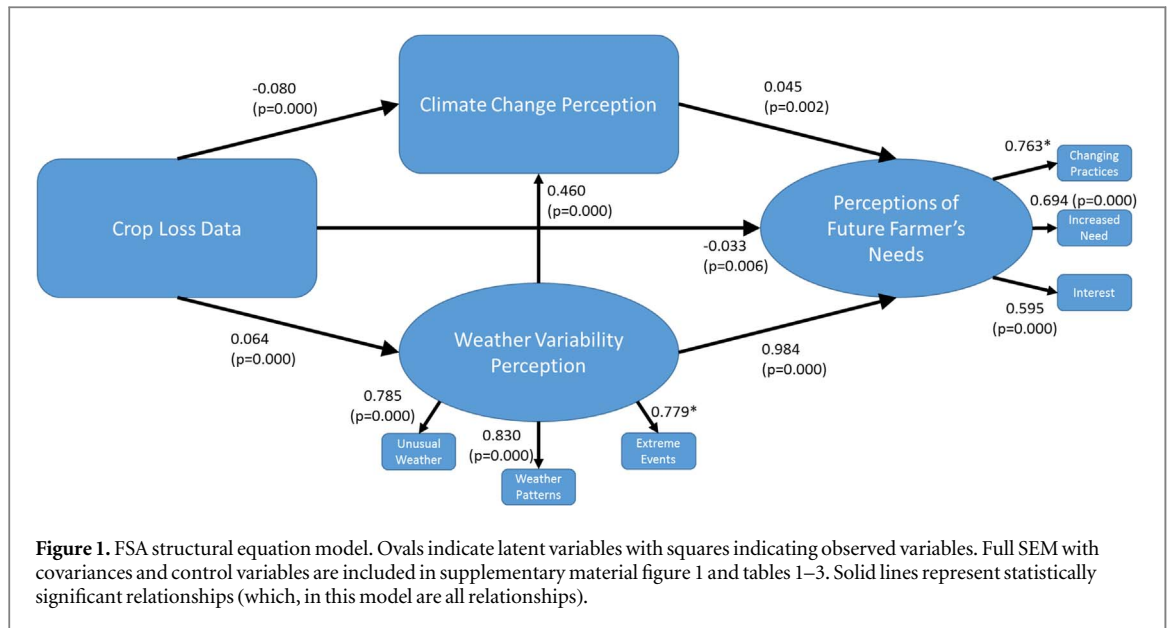 -0.080
(p=0.000)
Climate Change Perception
0.045
(p=0.002)
0.763*
Changing
Practices
Crop Loss Data
0.460
(p=0.000)
Perceptions of
Future Farmer's
Needs
0.694 (p=0.000)
Increased
Need
-0.033
(p=0.006)
Interest
0.595
(p=0.000)
0.064
(p=0.000)
Weather Variability
Perception
0.984
(p=0.000)
0.785
(p=0.000)
0.830
(p=0.000)
0.779*
Unusual
Weather
Weather
Patterns
Extreme
Events
Figure 1. FSA structural equation model. Ovals indicate latent variables with squares indicating observed variables. Full SEM with
covariances and control variables are included in supplementary material figure 1 and tables 1–3. Solid lines represent statistically
significant relationships (which, in this model are all relationships).